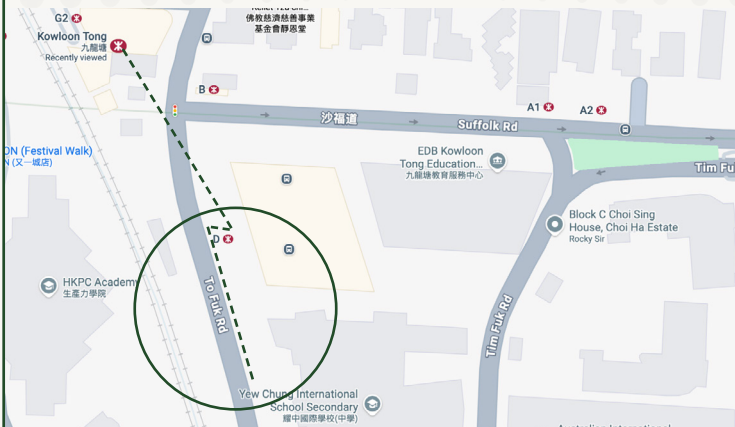 佛教慈濟慈善事業
基金會靜思堂
G2
Kowloon Tong
九龍塘
Recently viewed
B
A1
A2
沙福道
Suffolk Rd
EDB Kowloon
Tong Education...
九龍塘教育服務中心
ON (Festival Walk)
N (又一城店)
Tim Fu
Block C Choi Sing
House, Choi Ha Estate
Rocky Sir
D
HKPC Academy
生產力學院
To Fuk Rd
Tim Fuk Rd
Yew Chung International
School Secondary
耀中國際學校(中學)